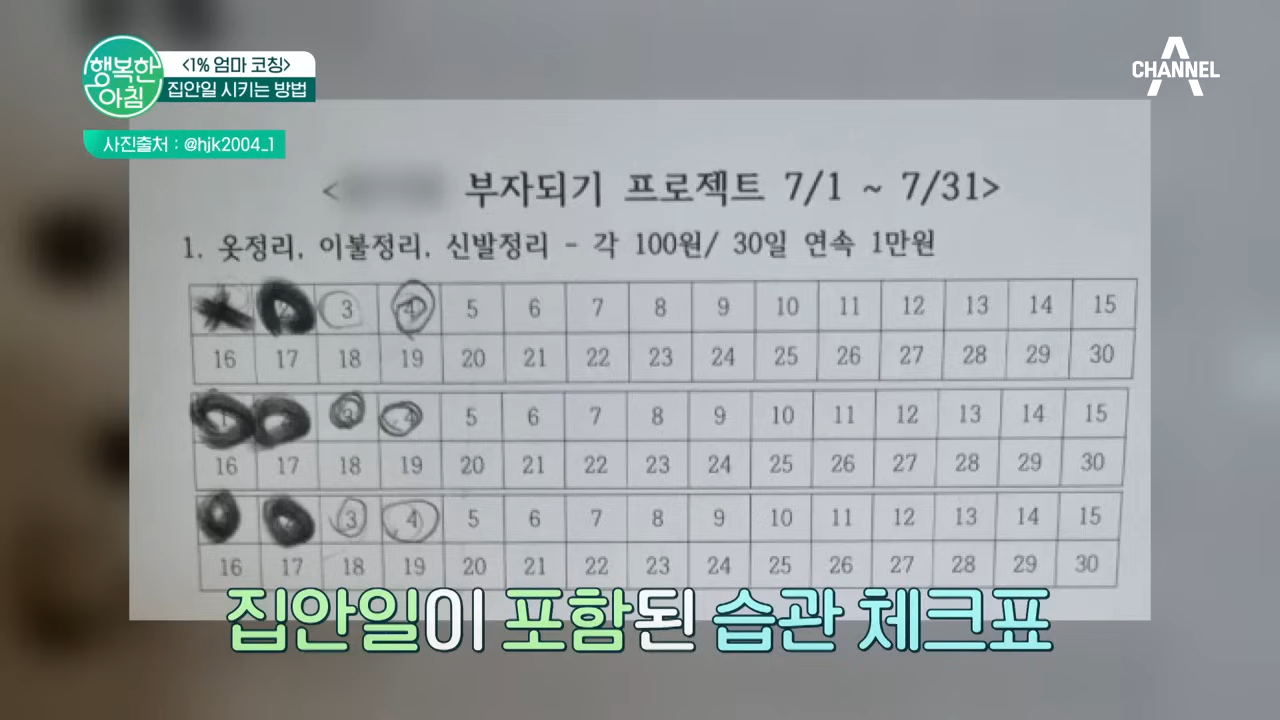 행복한
아침
<1% 엄마 코칭>
집안일 시키는 방법
사진출처 : @hjk2004_1
CHANNEL A
< 부자되기 프로젝트 7/1 ~ 7/31>
1. 옷정리, 이불정리, 신발정리 - 각 100원/ 30일 연속 1만원
3 4 5 6 7 8 9 10 11 12 13 14 15
16 17 18 19 20 21 22 23 24 25 26 27 28 29 30
1 3 4 5 6 7 8 9 10 11 12 13 14 15
16 17 18 19 20 21 22 23 24 25 26 27 28 29 30
3 4 5 6 7 8 9 10 11 12 13 14 15
16 17 18 19 20 21 22 23 24 25 26 27 28 29 30
집안일이 포함된 습관 체크표